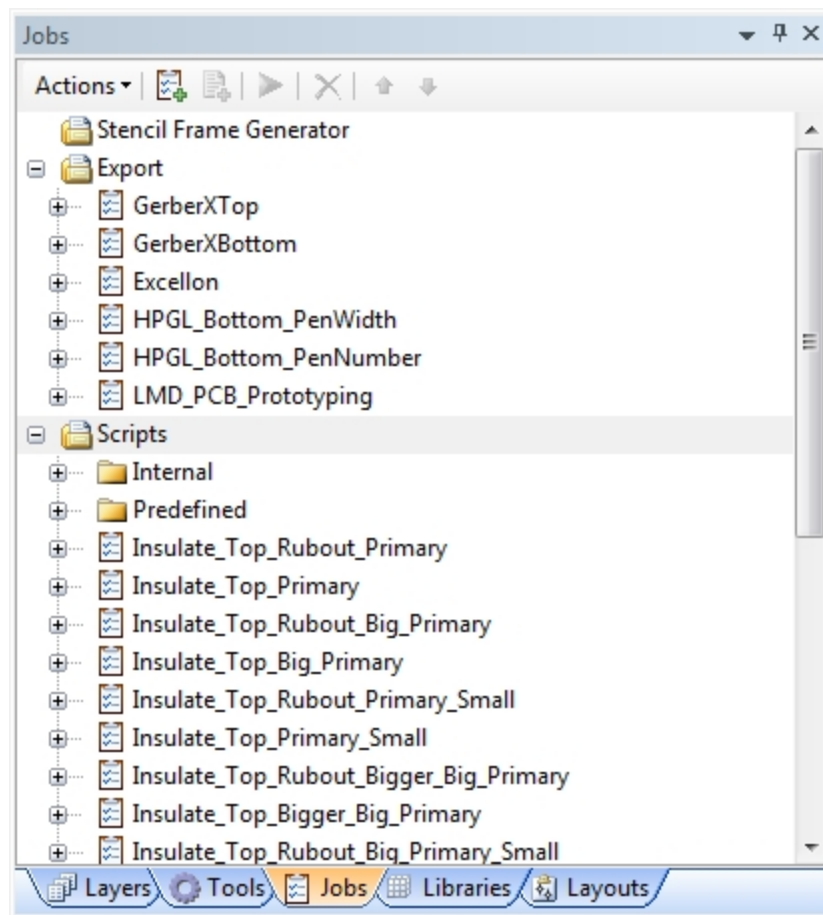 Jobs
Actions
Stencil Frame Generator
Export
GerberXTop
GerberXBottom
Excellon
HPGL_Bottom_PenWidth
HPGL_Bottom_PenNumber
LMD_PCB_Prototyping
Scripts
Internal
Predefined
Insulate_Top_Rubout_Primary
Insulate_Top_Primary
Insulate_Top_Rubout_Big_Primary
Insulate_Top_Big_Primary
Insulate_Top_Rubout_Primary_Small
Insulate_Top_Primary_Small
Insulate_Top_Rubout_Bigger_Big_Primary
Insulate_Top_Bigger_Big_Primary
Insulate_Top_Rubout_Big_Primary_Small
Layers Tools Jobs Libraries Layouts